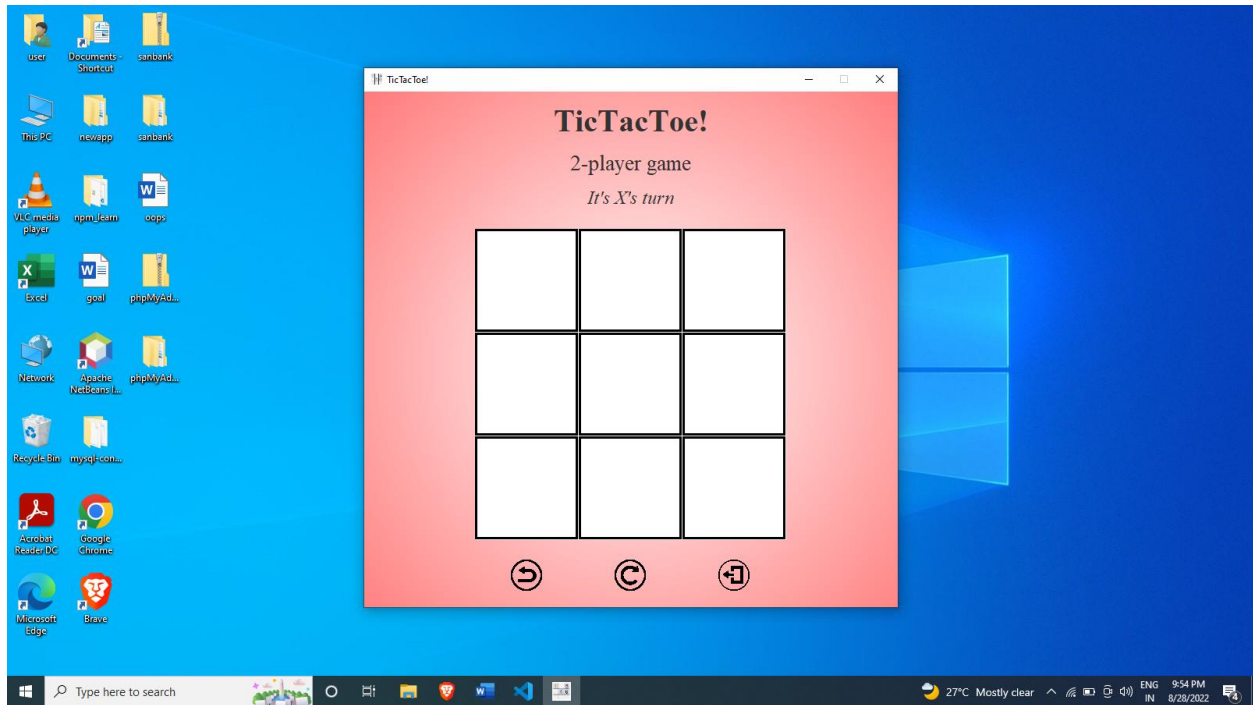 user
Documents -
Shortcut
sanbank
This PC
newapp
sanbank
VLC media
player
npm_learn
oops
Excel
goal
phpMyAd...
Network
Apache
NetBeans I...
phpMyAd...
Recycle Bin
mysql-con...
Acrobat
Reader DC
Google
Chrome
Microsoft
Edge
Brave
TicTacToe!
TicTacToe!
2-player game
It's X's turn
Type here to search
27°C Mostly clear
ENG
IN
9:54 PM
8/28/2022
4